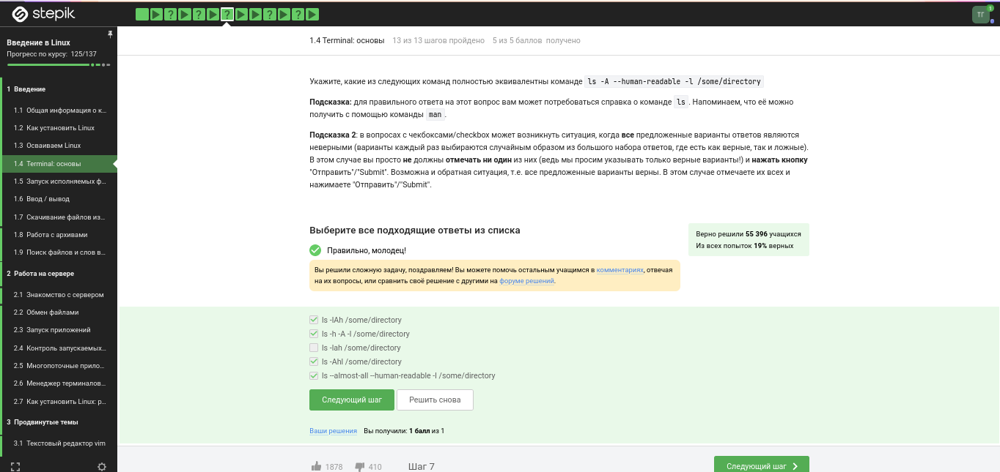 stepik
? ? ? ? ?
ТГ 1
Введение в Linux
Прогресс по курсу: 125/137
1 Введение
1.1 Общая информация о к...
1.2 Как установить Linux
1.3 Осваиваем Linux
1.4 Terminal: основы
1.5 Запуск исполняемых ф...
1.6 Ввод / вывод
1.7 Скачивание файлов из...
1.8 Работа с архивами
1.9 Поиск файлов и слов в...
2 Работа на сервере
2.1 Знакомство с сервером
2.2 Обмен файлами
2.3 Запуск приложений
2.4 Контроль запускаемых...
2.5 Многопоточные прило...
2.6 Менеджер терминалов...
2.7 Как установить Linux: р...
3 Продвинутые темы
3.1 Текстовый редактор vim
1.4 Terminal: основы 13 из 13 шагов пройдено 5 из 5 баллов получено
Укажите, какие из следующих команд полностью эквивалентны команде ls -A --human-readable -l /some/directory
Подсказка: для правильного ответа на этот вопрос вам может потребоваться справка о команде ls. Напоминаем, что её можно
получить с помощью команды man.
Подсказка 2: в вопросах с чекбоксами/checkbox может возникнуть ситуация, когда все предложенные варианты ответов являются
неверными (варианты каждый раз выбираются случайным образом из большого набора ответов, где есть как верные, так и ложные).
В этом случае вы просто не должны отмечать ни один из них (ведь мы просим указывать только верные варианты!) и нажать кнопку
"Отправить"/"Submit". Возможна и обратная ситуация, т.е. все предложенные варианты верны. В этом случае отмечаете их всех и
нажимаете "Отправить"/"Submit".
Выберите все подходящие ответы из списка
Верно решили 55 396 учащихся
Из всех попыток 19% верных
Правильно, молодец!
Вы решили сложную задачу, поздравляем! Вы можете помочь остальным учащимся в комментариях, отвечая
на их вопросы, или сравнить своё решение с другими на форуме решений.
ls -lAh /some/directory
ls -h -A -l /some/directory
ls -lah /some/directory
ls -Ahl /some/directory
ls --almost-all --human-readable -l /some/directory
Следующий шаг Решить снова
Ваши решения Вы получили: 1 балл из 1
1878 410 Шаг 7 Следующий шаг